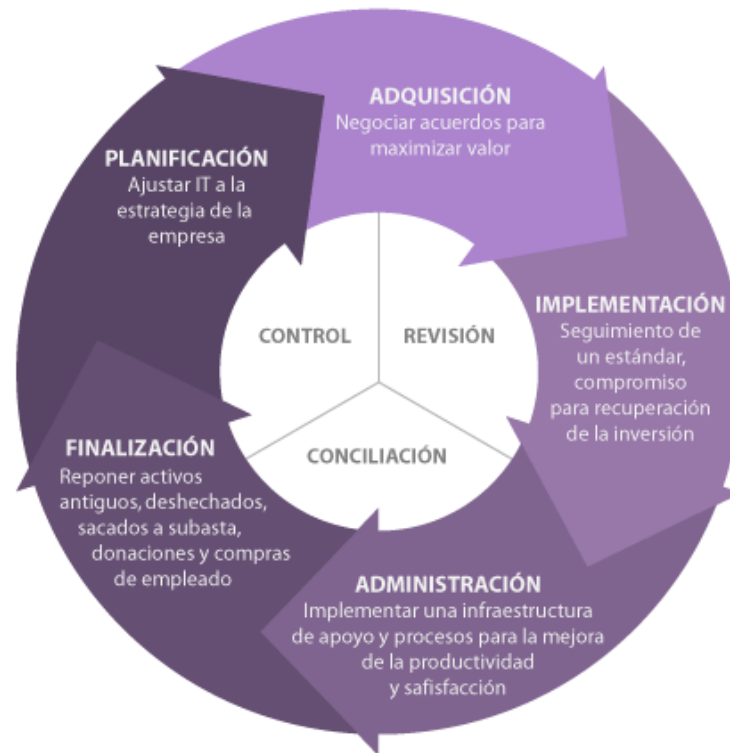 ADQUISICIÓN
Negociar acuerdos para
maximizar valor
PLANIFICACIÓN
Ajustar IT a la
estrategia de la
empresa
IMPLEMENTACIÓN
Seguimiento de
un estándar,
compromiso
para recuperación
de la inversión
CONTROL
REVISIÓN
CONCILIACIÓN
FINALIZACIÓN
Reponer activos
antiguos, deshechados,
sacados a subasta,
donaciones y compras
de empleado
ADMINISTRACIÓN
Implementar una infraestructura
de apoyo y procesos para la mejora
de la productividad
y safisfacción